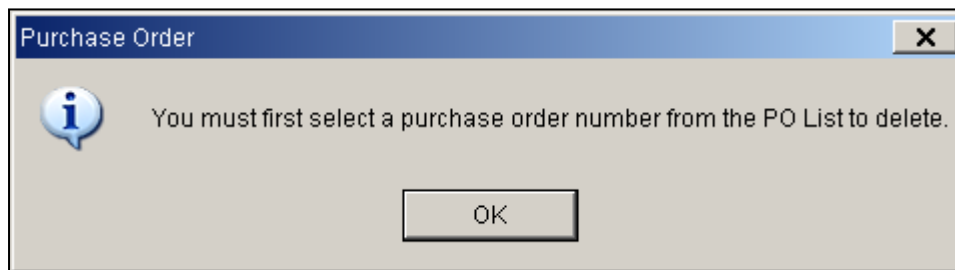 Purchase Order
You must first select a purchase order number from the PO List to delete.
OK